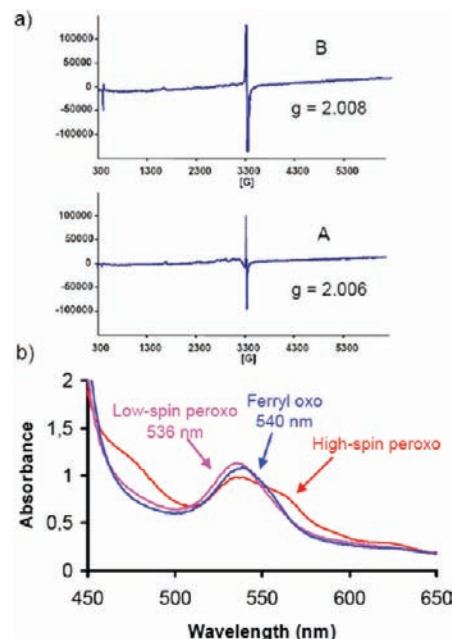 a)
100000
50000
0
-50000
-100000
B
g = 2.008
300 1300 2300 3300 4300 5300
[G]
100000
50000
0
-50000
-100000
A
g = 2.006
300 1300 2300 3300 4300 5300
[G]
b)
2
1.5
1
0.5
0
Absorbance
Low-spin peroxo
536 nm
Ferryl oxo
540 nm
High-spin peroxo
450 500 550 600 650
Wavelength (nm)